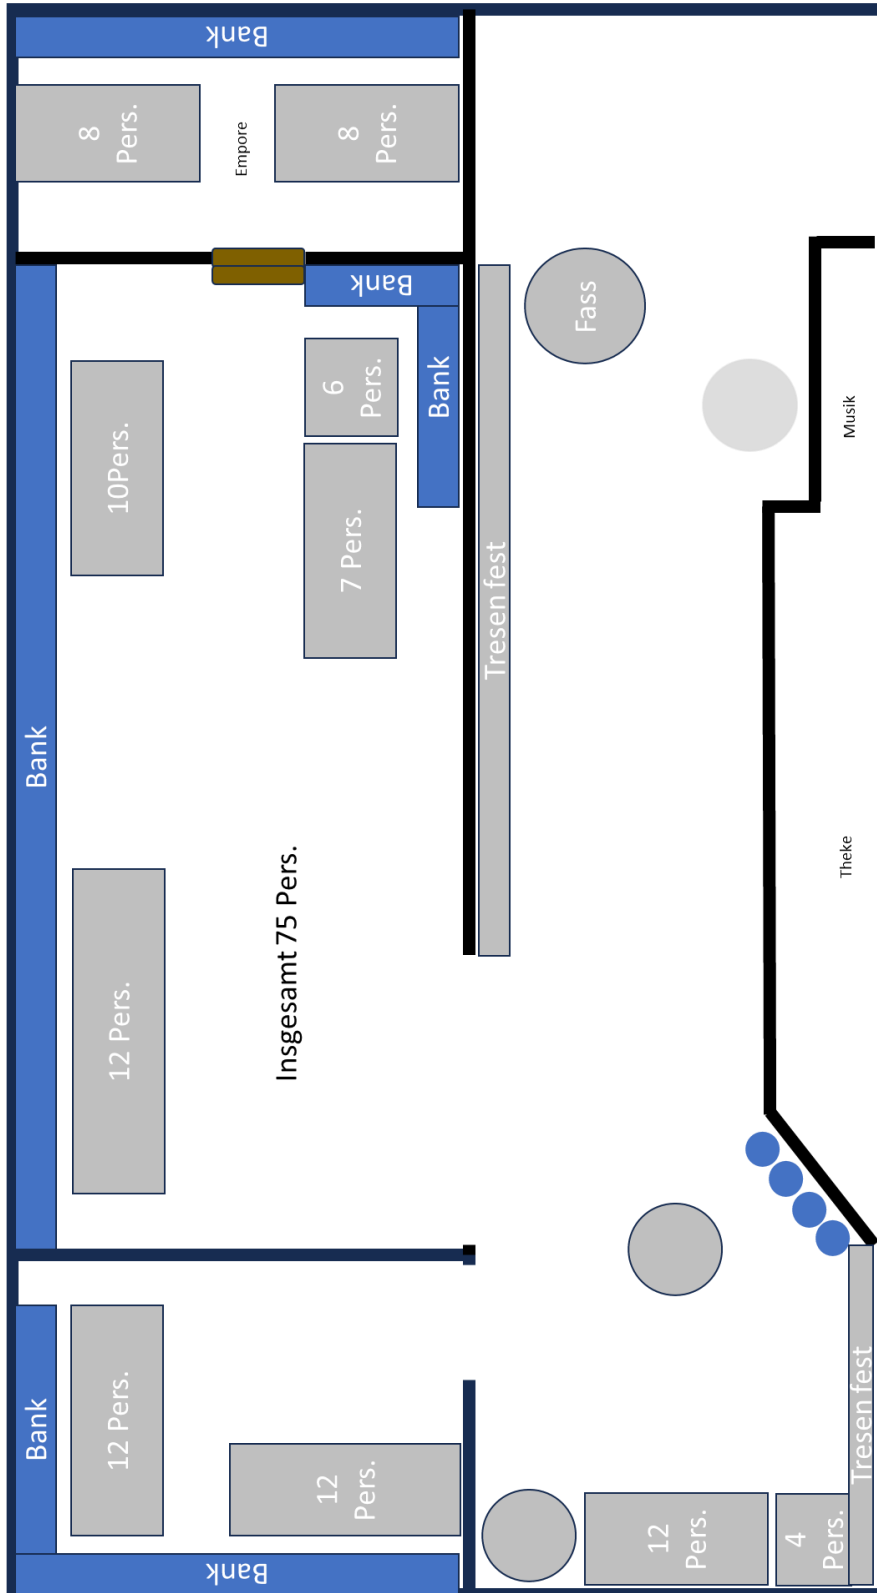 Bank
8
Pers.
8
Pers.
Empore
Bank
Fass
6
Pers.
Bank
10Pers.
7 Pers.
Musik
Tresen fest
Bank
Theke
Insgesamt 75 Pers.
12 Pers.
Bank
12 Pers.
12
Pers.
Tresen fest
12
Pers.
4
Pers.
Bank